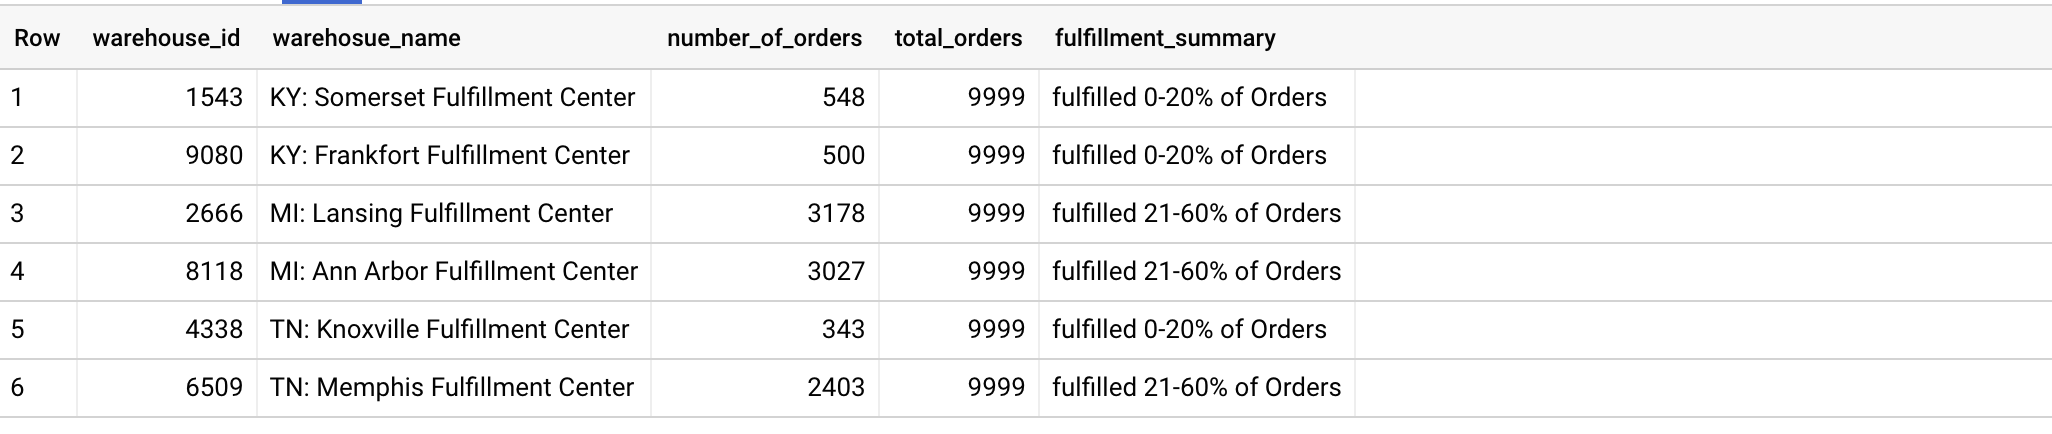 Row warehouse_id warehosue_name number_of_orders total_orders fulfillment_summary
1 1543 KY: Somerset Fulfillment Center 548 9999 fulfilled 0-20% of Orders
2 9080 KY: Frankfort Fulfillment Center 500 9999 fulfilled 0-20% of Orders
3 2666 MI: Lansing Fulfillment Center 3178 9999 fulfilled 21-60% of Orders
4 8118 MI: Ann Arbor Fulfillment Center 3027 9999 fulfilled 21-60% of Orders
5 4338 TN: Knoxville Fulfillment Center 343 9999 fulfilled 0-20% of Orders
6 6509 TN: Memphis Fulfillment Center 2403 9999 fulfilled 21-60% of Orders